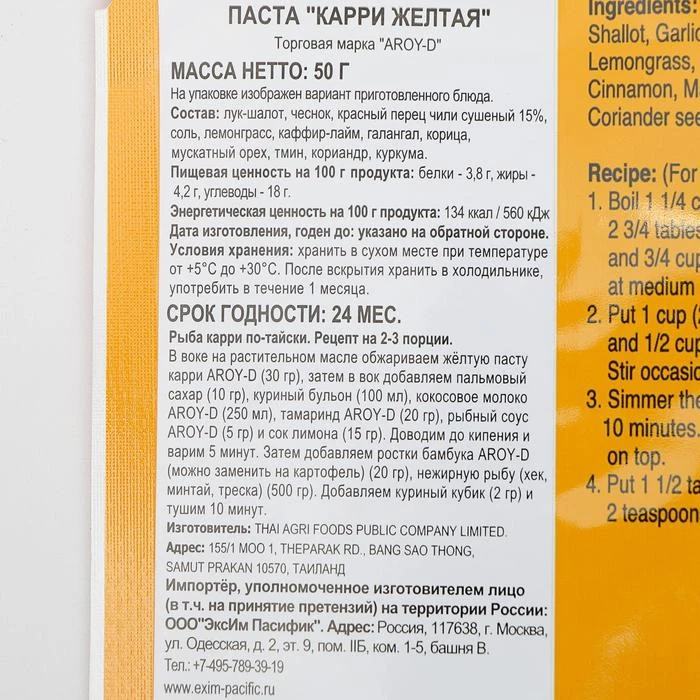 ПАСТА "КАРРИ ЖЕЛТАЯ"
Торговая марка "AROY-D"
МАССА НЕТТО: 50 Г
На упаковке изображен вариант приготовленного блюда.
Состав: лук-шалот, чеснок, красный перец чили сушеный 15%,
соль, лемонграсс, каффир-лайм, галангал, корица,
мускатный орех, тмин, кориандр, куркума.
Пищевая ценность на 100 г продукта: белки - 3,8 г, жиры -
4,2 г, углеводы - 18 г.
Энергетическая ценность на 100 г продукта: 134 ккал / 560 кДж
Дата изготовления, годен до: указано на обратной стороне.
Условия хранения: хранить в сухом месте при температуре
от +5°С до +30°С. После вскрытия хранить в холодильнике,
употребить в течение 1 месяца.
СРОК ГОДНОСТИ: 24 МЕС.
Рыба карри по-тайски. Рецепт на 2-3 порции.
В воке на растительном масле обжариваем жёлтую пасту
карри AROY-D (30 гр), затем в вок добавляем пальмовый
сахар (10 гр), куриный бульон (100 мл), кокосовое молоко
AROY-D (250 мл), тамаринд AROY-D (20 гр), рыбный соус
AROY-D (5 гр) и сок лимона (15 гр). Доводим до кипения и
варим 5 минут. Затем добавляем ростки бамбука AROY-D
(можно заменить на картофель) (20 гр), нежирную рыбу (хек,
минтай, треска) (500 гр). Добавляем куриный кубик (2 гр) и
тушим 10 минут.
Изготовитель: THAI AGRI FOODS PUBLIC COMPANY LIMITED.
Адрес: 155/1 MOO 1, THEPARAK RD., BANG SAO THONG,
SAMUT PRAKAN 10570, ТАИЛАНД
Импортёр, уполномоченное изготовителем лицо
(в т.ч. на принятие претензий) на территории России:
ООО"ЭксИм Пасифик". Адрес: Россия, 117638, г. Москва,
ул. Одесская, д. 2, эт. 9, пом. IIБ, ком. 1-5, башня В.
Тел.: +7-495-789-39-19
www.exim-pacific.ru
Ingredients:
Shallot, Garlic
Lemongrass,
Cinnamon, M
Coriander see
Recipe: (For
1. Boil 1 1/4 c
2 3/4 tables
and 3/4 cup
at medium
2. Put 1 cup (2
and 1/2 cup
Stir occasio
3. Simmer the
10 minutes.
on top.
4. Put 1 1/2 ta
2 teaspoon